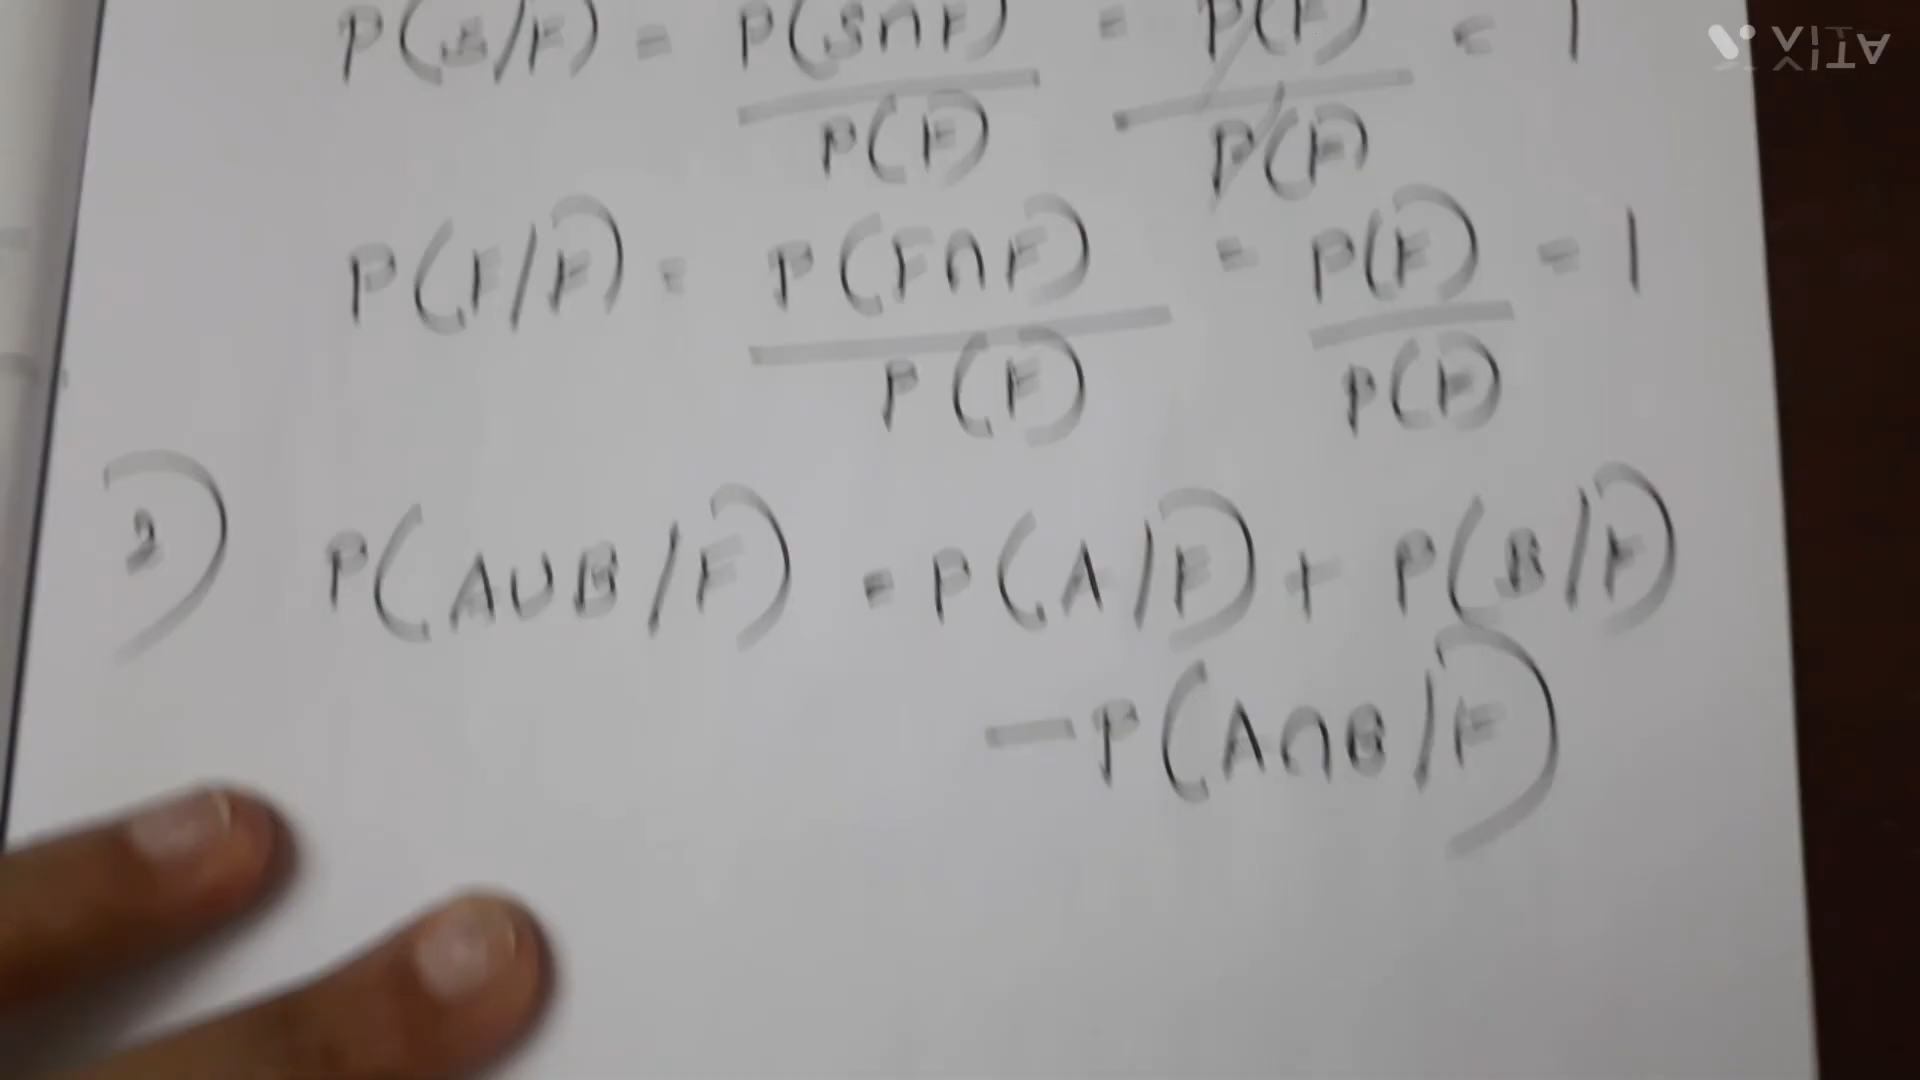 P(S/F) = P(S∩F) / P(F) = P(F) / P(F) = 1
P(F/F) = P(F∩F) / P(F) = P(F) / P(F) = 1
2) P(A∪B/F) = P(A/F) + P(B/F)
— P(A∩B/F)
VITA